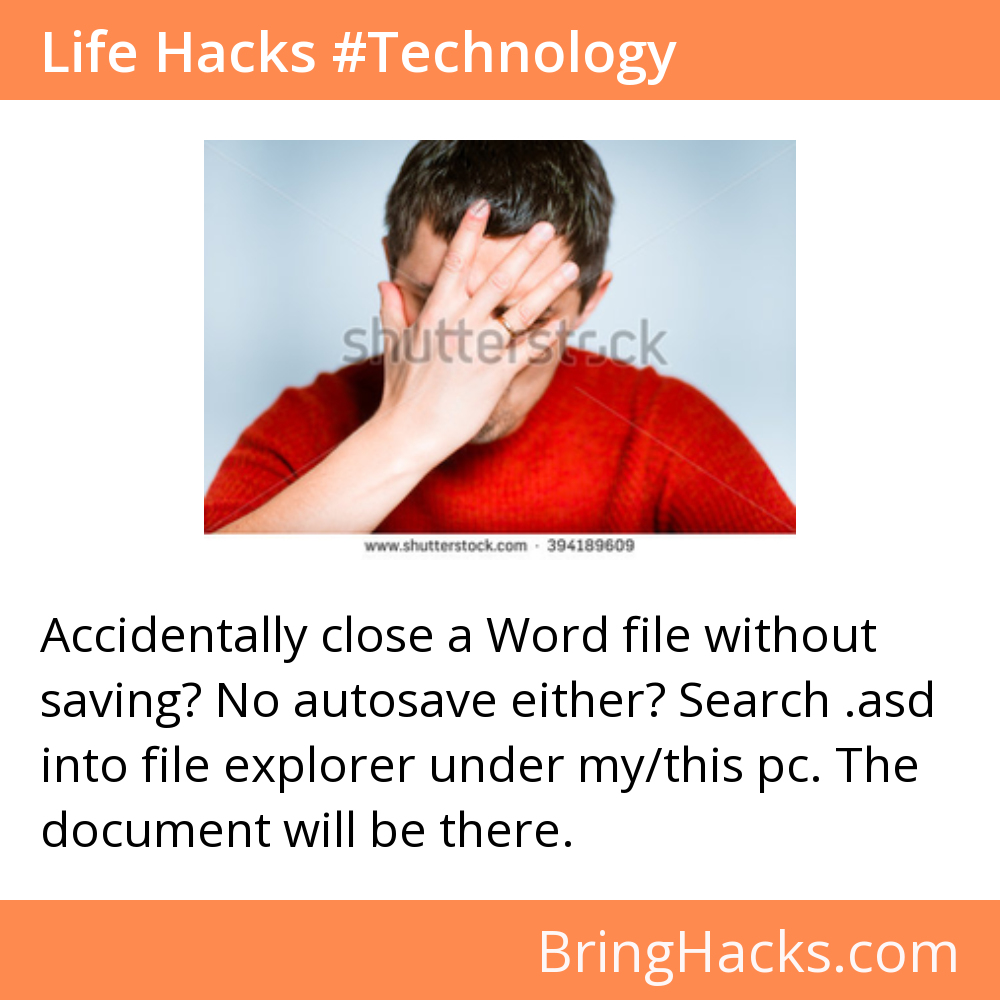 Life Hacks #Technology
shutterstock
www.shutterstock.com · 394189609
Accidentally close a Word file without
saving? No autosave either? Search .asd
into file explorer under my/this pc. The
document will be there.
BringHacks.com